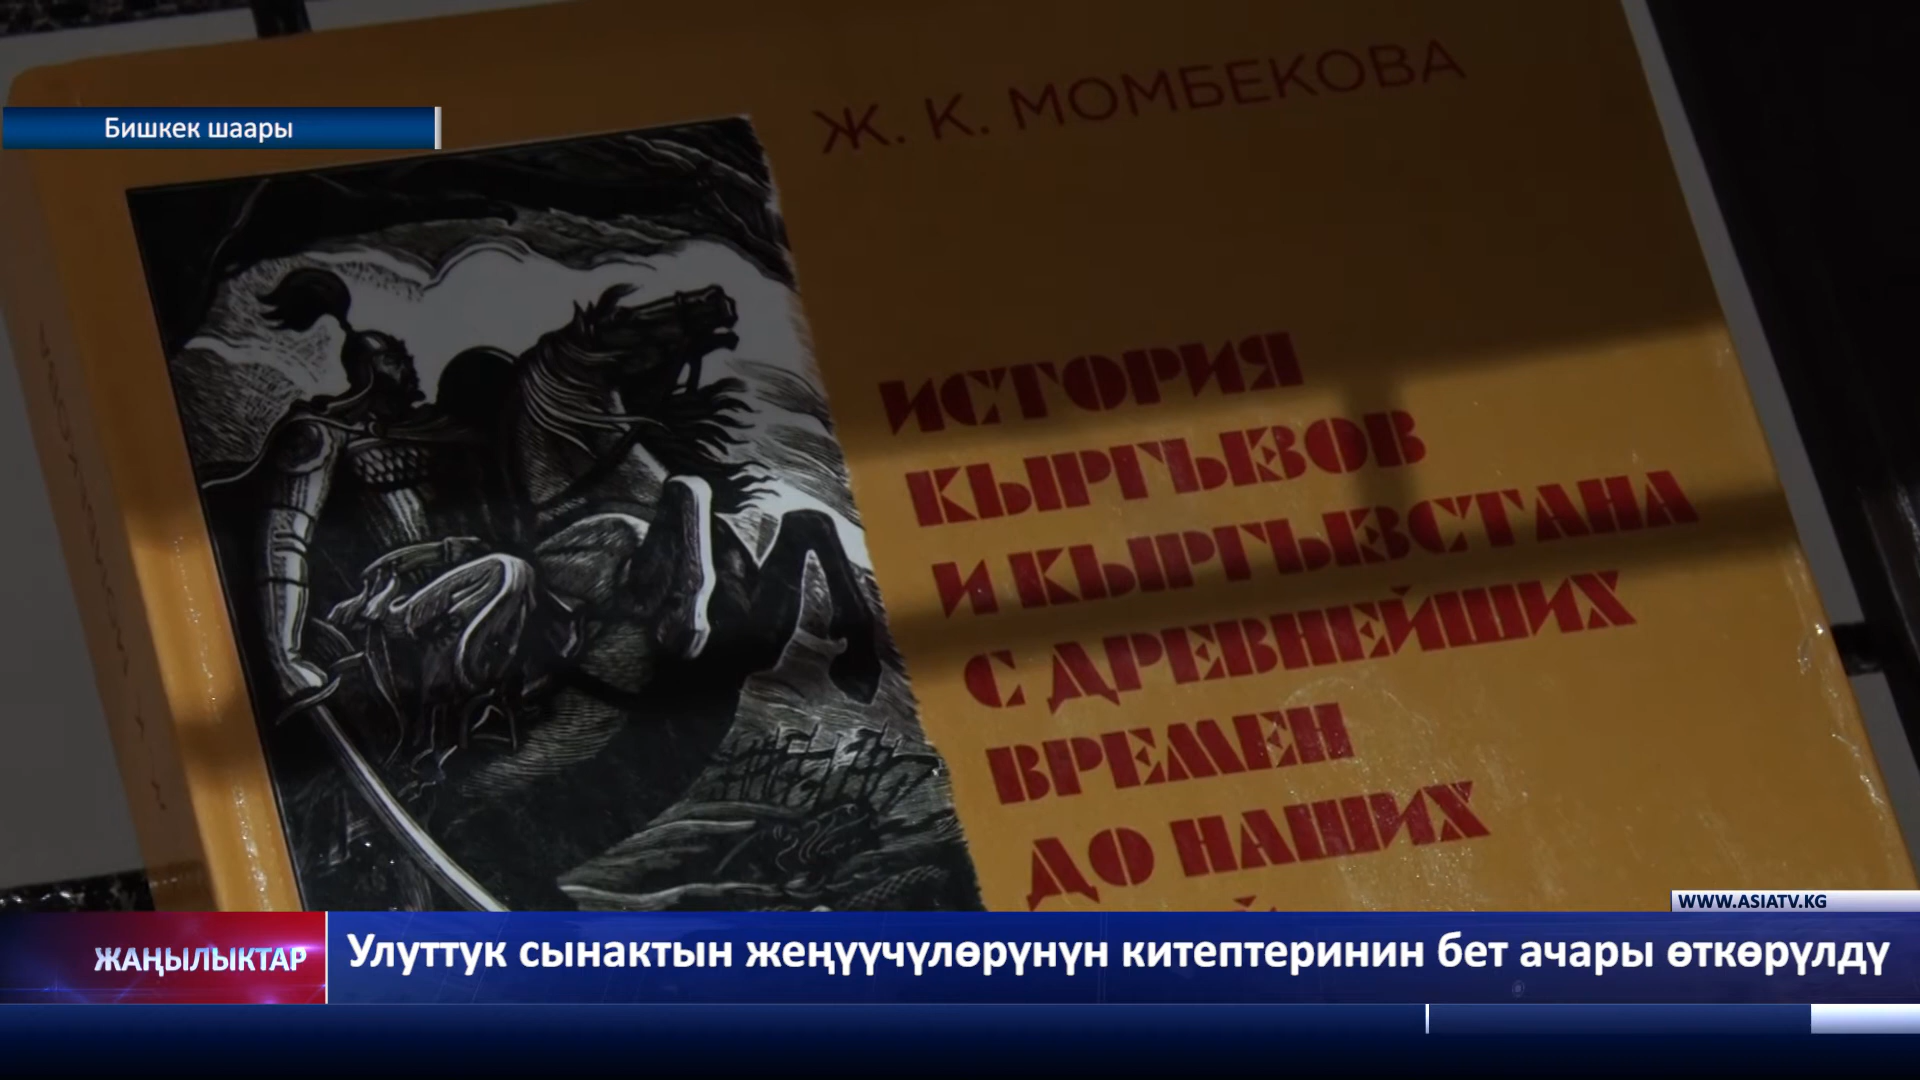 Ж. К. МОМБЕКОВА
Бишкек шаары
ИСТОРИЯ
КЫРГЫЗОВ
И КЫРГЫЗСТАНА
С ДРЕВНЕЙШИХ
ВРЕМЕН
ДО НАШИХ
WWW.ASIATV.KG
ЖАҢЫЛЫКТАР
Улуттук сынактын жеңүүчүлөрүнүн китептеринин бет ачары өткөрүлдү